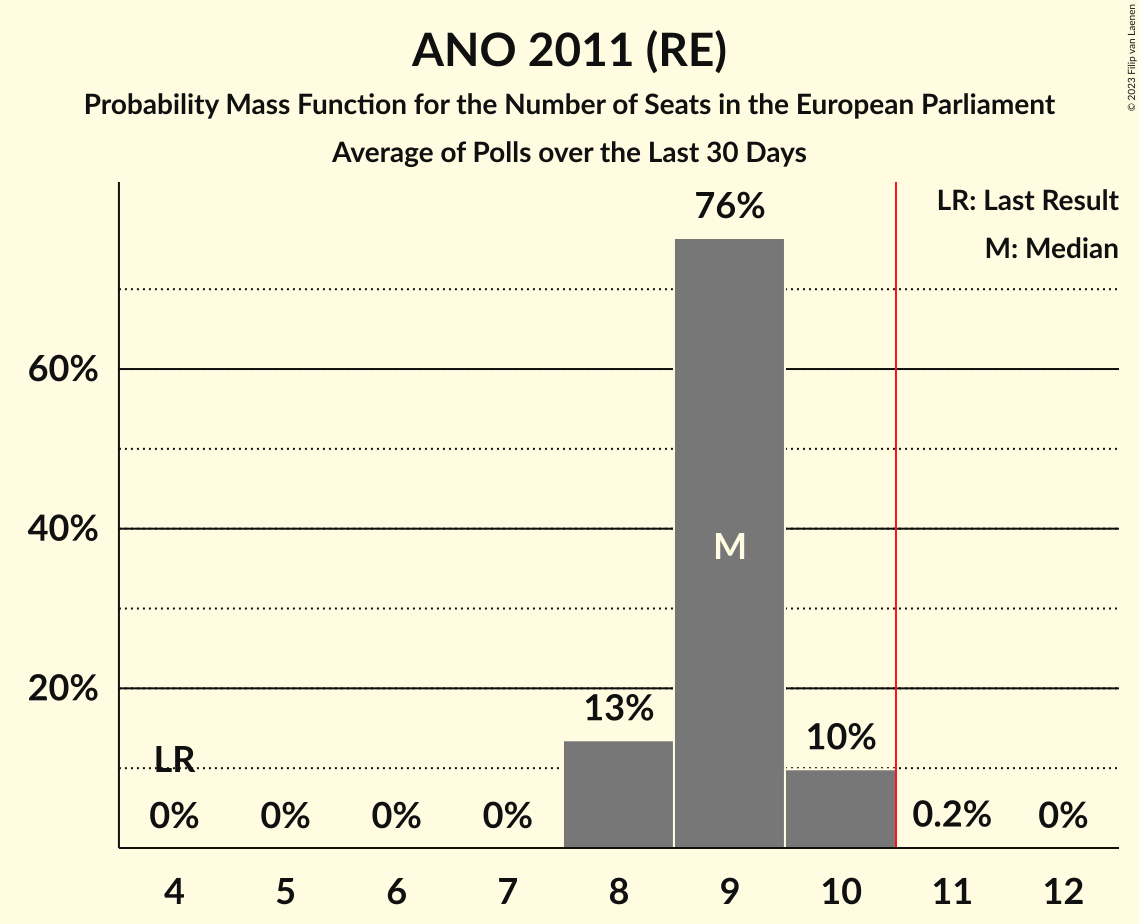 ANO 2011 (RE)
Probability Mass Function for the Number of Seats in the European Parliament
Average of Polls over the Last 30 Days
© 2023 Filip van Laenen
LR: Last Result
M: Median
76%
60%
40%
M
20%
13%
10%
LR
0% 0% 0% 0% 0.2% 0%
4 5 6 7 8 9 10 11 12